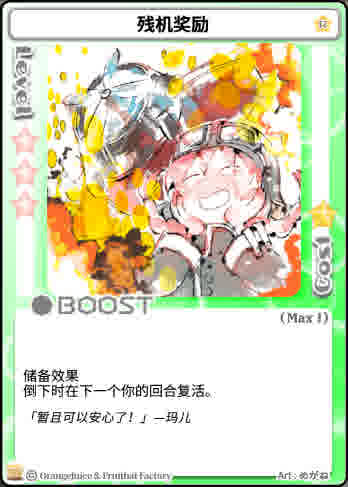 残机奖励
Level
Cost
BOOST
(Max 1)
储备效果
倒下时在下一个你的回合复活。
「暂且可以安心了！」—玛儿
© OrangeJuice & Fruitbat Factory
Art : めがね